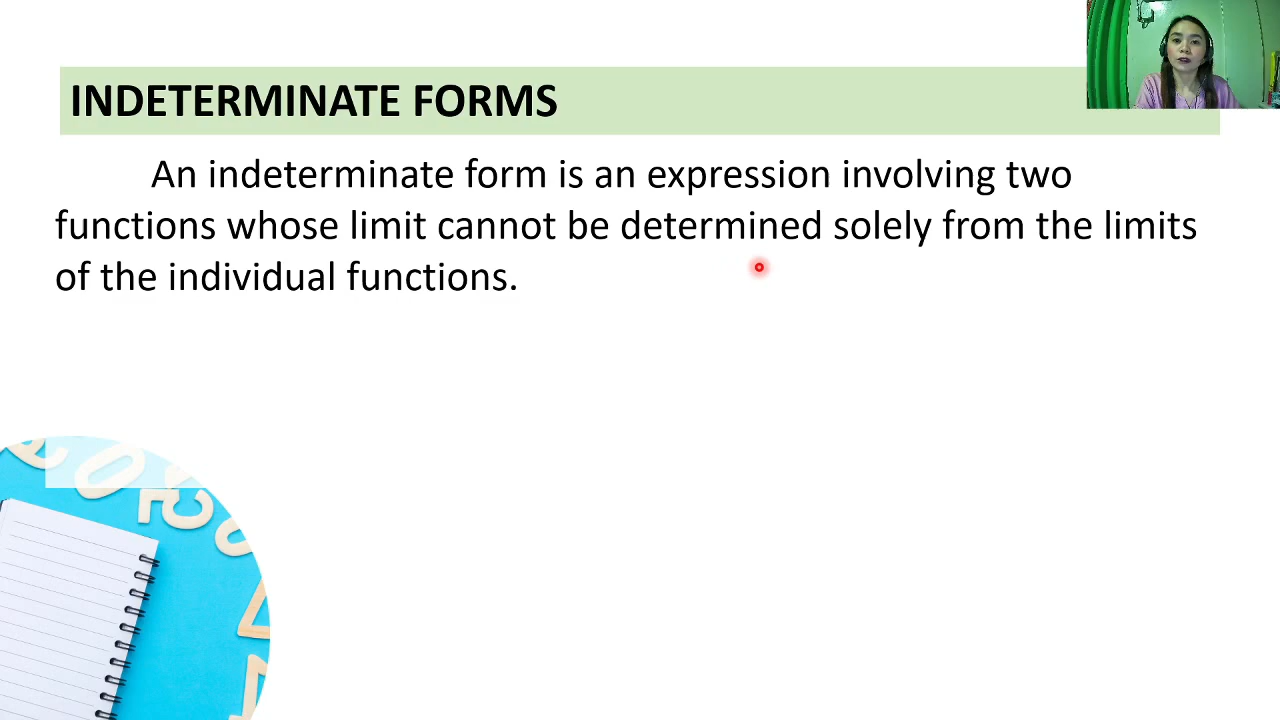 INDETERMINATE FORMS
An indeterminate form is an expression involving two
functions whose limit cannot be determined solely from the limits
of the individual functions.